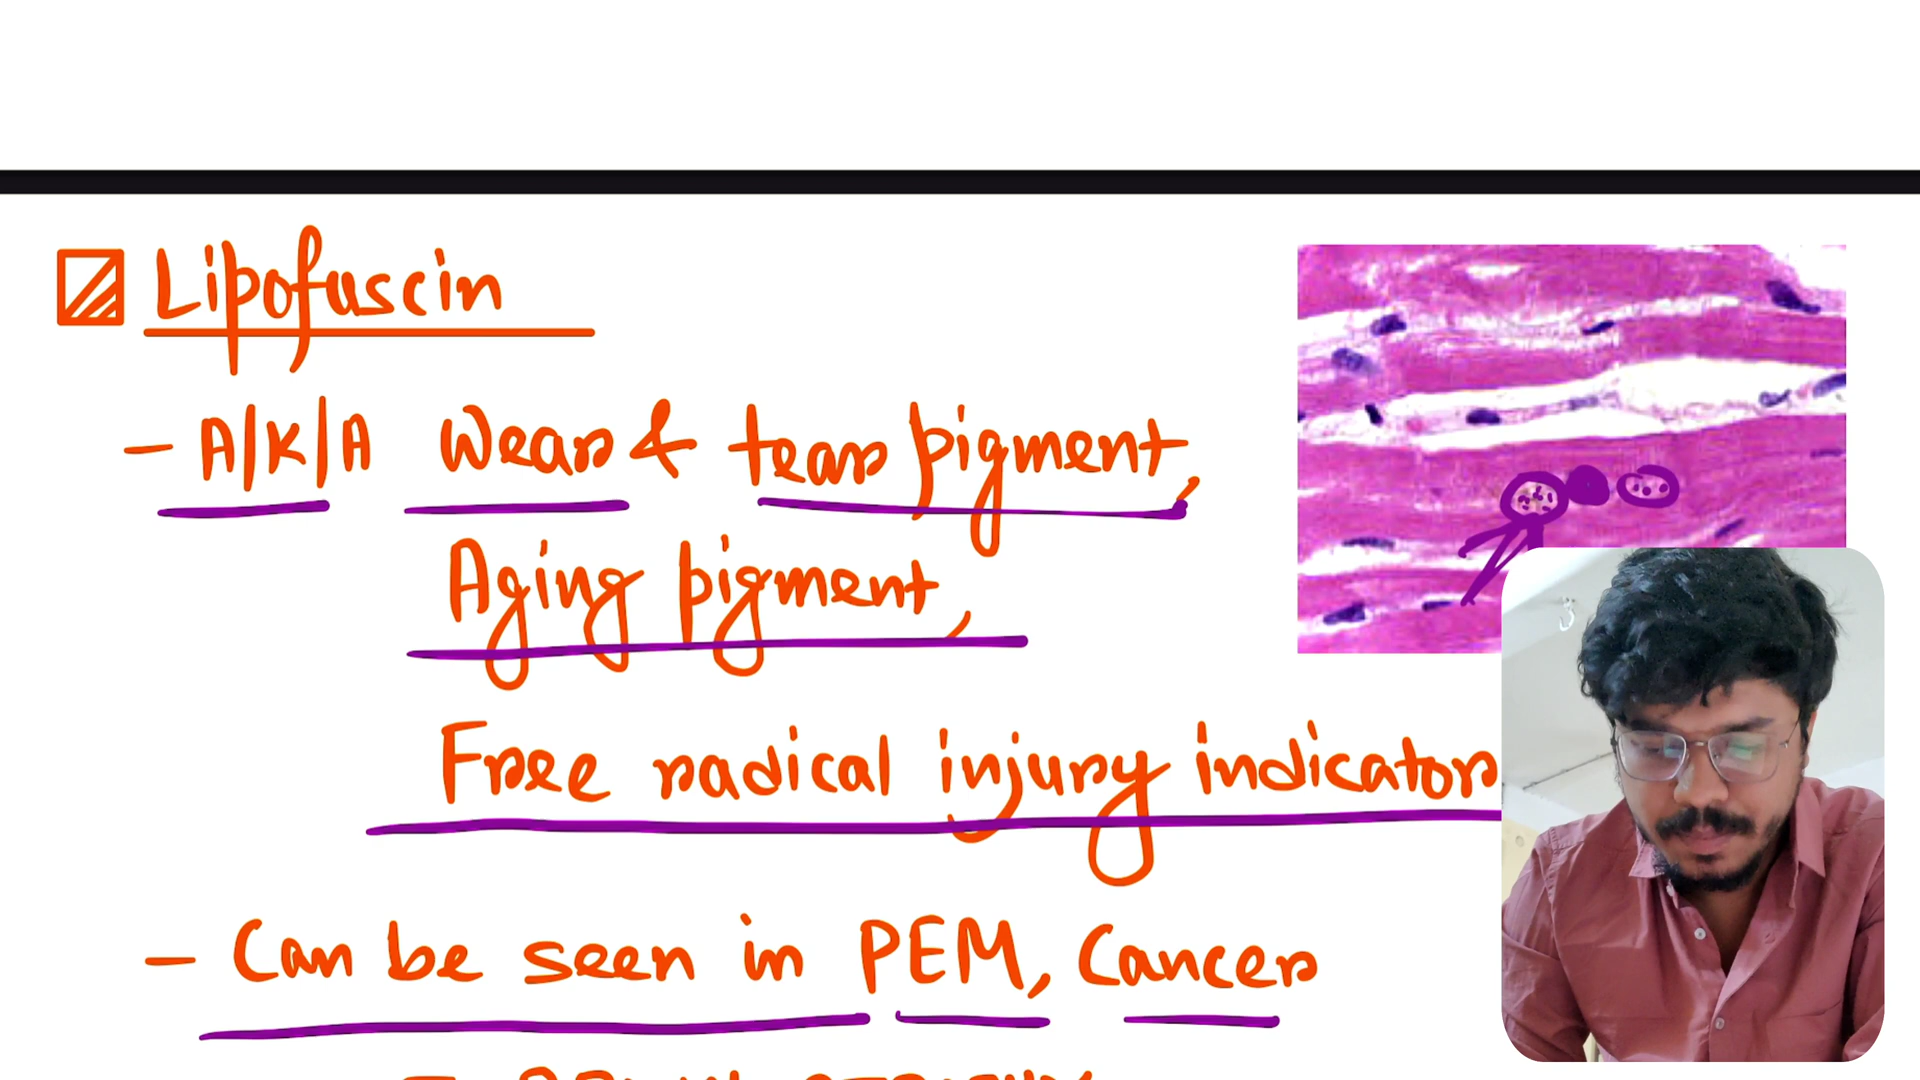 Lipofuscin
- A/K/A Wear & tear pigment,
Aging pigment,
Free radical injury indicator
- Can be seen in PEM, Cancer